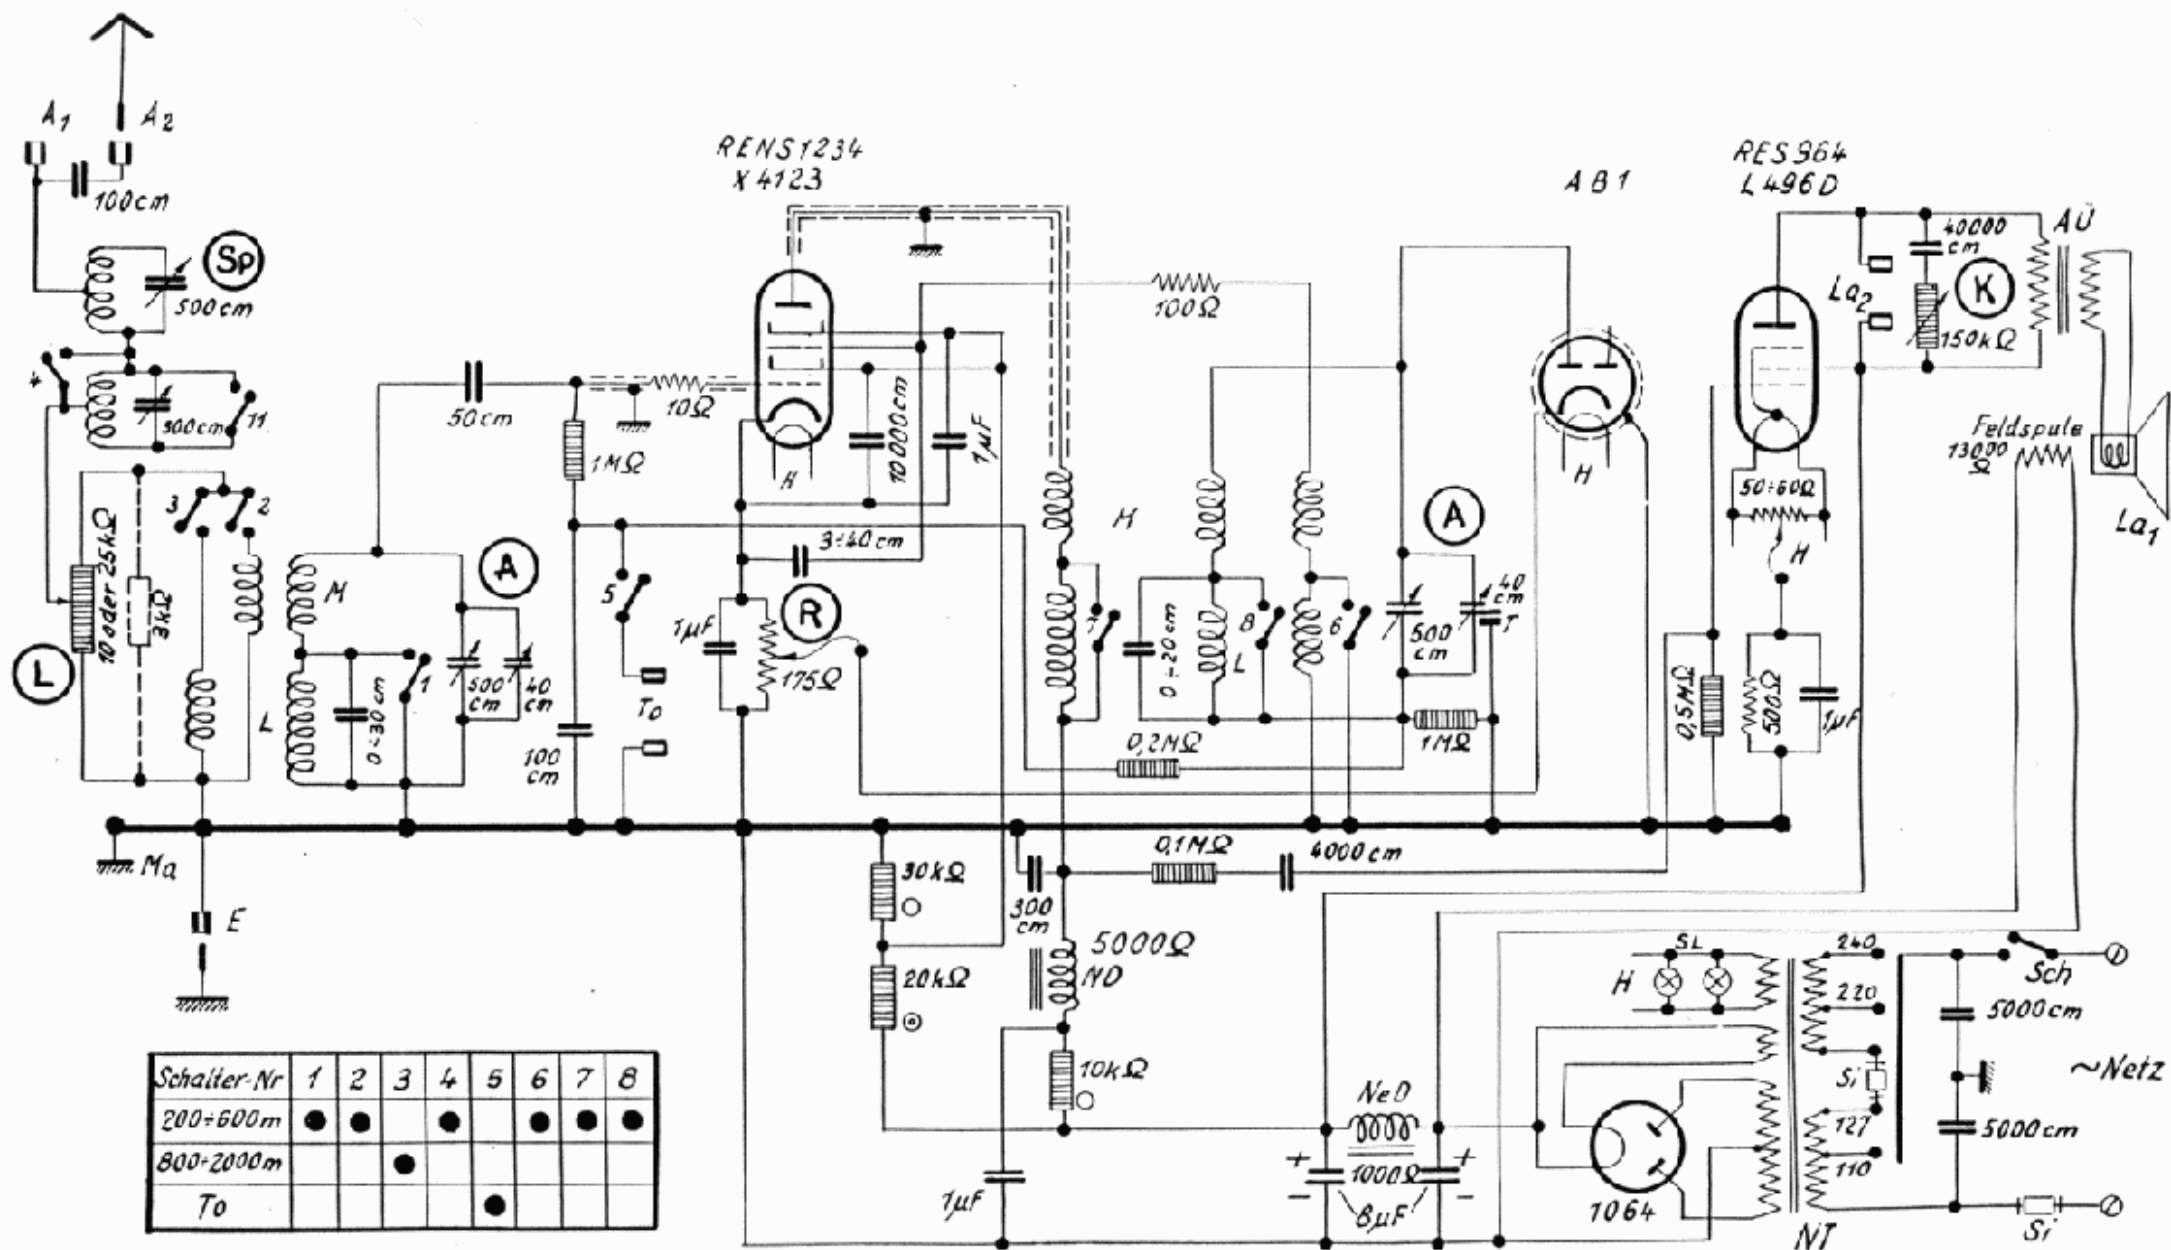 A1
A2
100cm
Sp
500cm
4
300cm
11
3
2
10 oder 25kΩ
3kΩ
L
M
L
0÷30cm
1
500
cm
40
cm
A
50cm
1MΩ
10Ω
RENS1234
X4123
H
10000cm
1µF
3÷40cm
5
To
100
cm
1µF
R
175Ω
100Ω
M
7
0÷20cm
L
8
6
500
cm
40
cm
T
A
0,2MΩ
1MΩ
AB1
H
RES964
L496D
La2
40000
cm
K
150kΩ
AÜ
Feldspule
Ω
La1
50÷60Ω
H
0,5MΩ
500Ω
1µF
Ma
E
30kΩ
20kΩ
300
cm
0,1MΩ
4000cm
5000Ω
ND
10kΩ
1µF
NeD
1000Ω
+
+
−
−
8µF
1064
H
SL
240
220
Si
127
110
NT
Sch
5000cm
5000cm
~Netz
Si
Schalter-Nr 1 2 3 4 5 6 7 8
200÷600m ● ● ● ● ● ●
800÷2000m ●
To ●